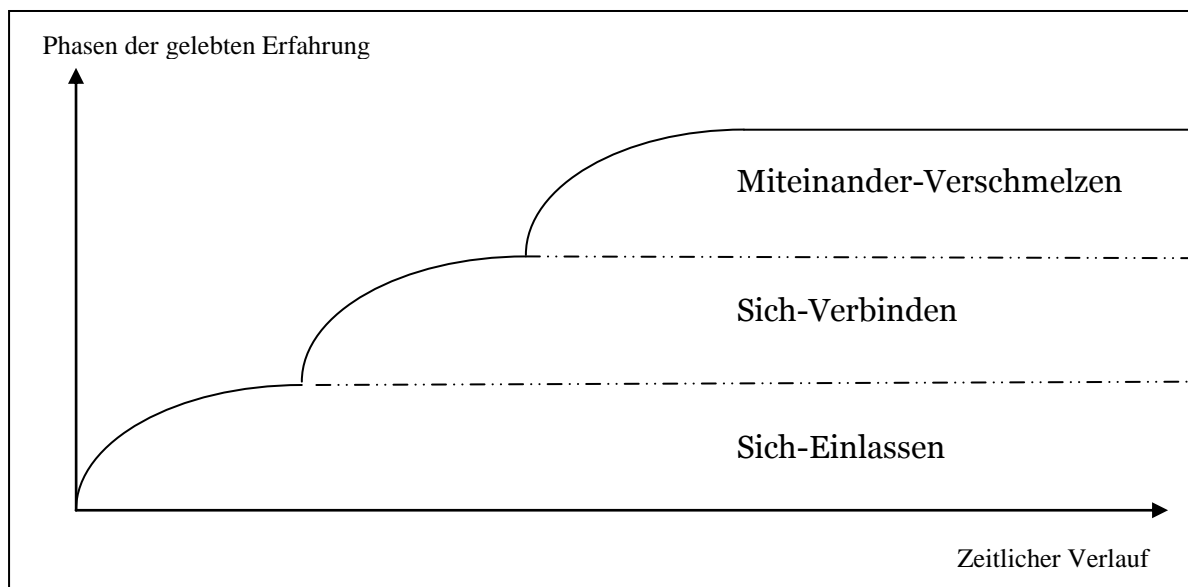 Phasen der gelebten Erfahrung
Miteinander-Verschmelzen
Sich-Verbinden
Sich-Einlassen
Zeitlicher Verlauf